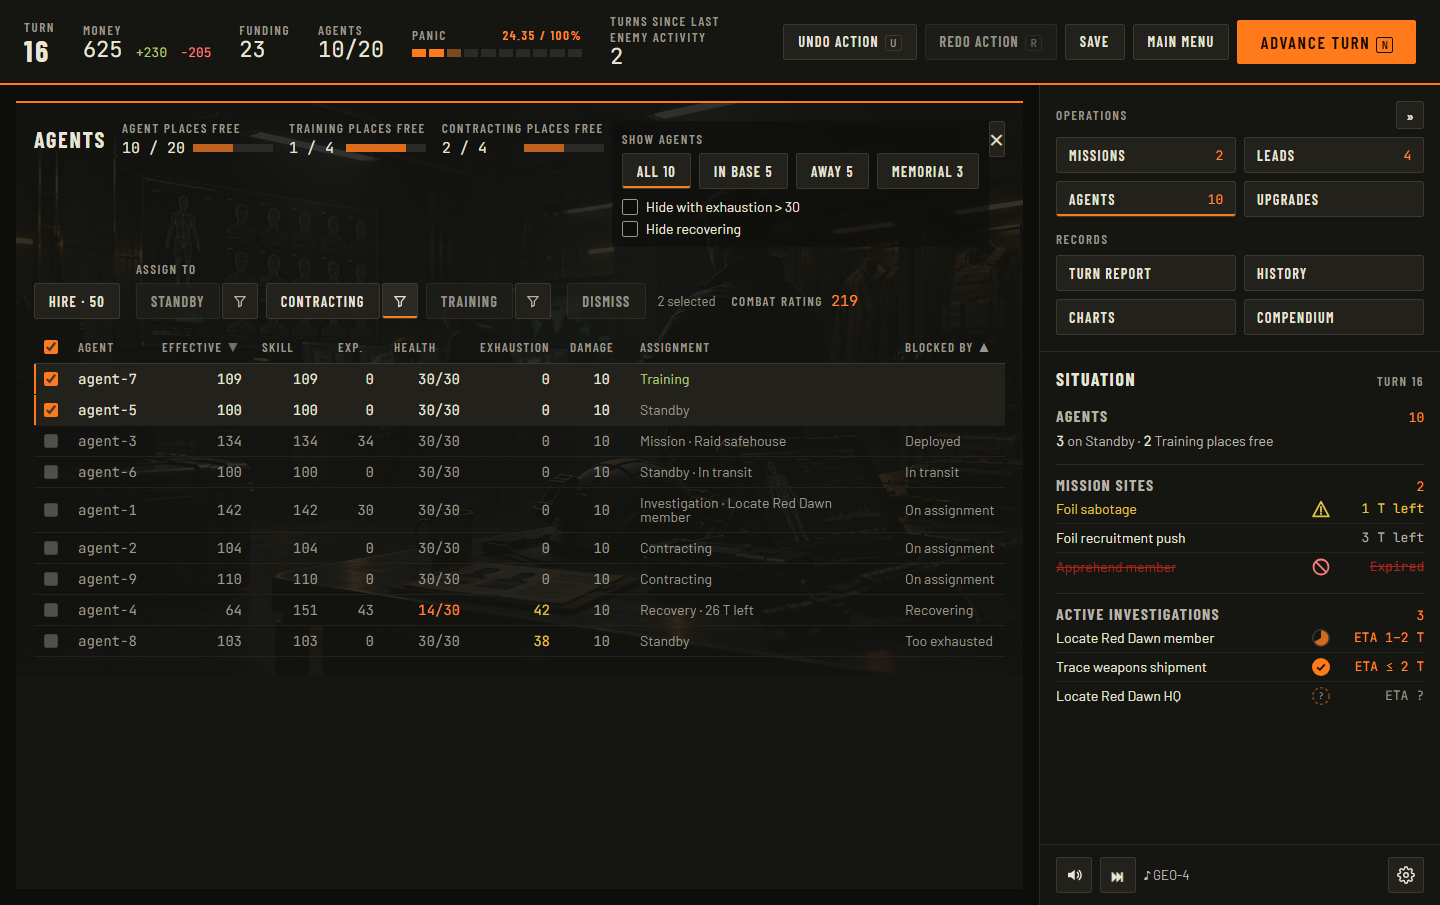 TURN
16
MONEY
625 +230 -205
FUNDING
23
AGENTS
10/20
PANIC 24.35 / 100%
TURNS SINCE LAST
ENEMY ACTIVITY
2
UNDO ACTION U
REDO ACTION R
SAVE
MAIN MENU
ADVANCE TURN N
AGENTS
AGENT PLACES FREE
10 / 20
TRAINING PLACES FREE
1 / 4
CONTRACTING PLACES FREE
2 / 4
SHOW AGENTS
ALL 10
IN BASE 5
AWAY 5
MEMORIAL 3
Hide with exhaustion > 30
Hide recovering
ASSIGN TO
HIRE · 50
STANDBY
CONTRACTING
TRAINING
DISMISS
2 selected
COMBAT RATING 219
AGENT EFFECTIVE ▼ SKILL EXP. HEALTH EXHAUSTION DAMAGE ASSIGNMENT BLOCKED BY ▲
agent-7 109 109 0 30/30 0 10 Training
agent-5 100 100 0 30/30 0 10 Standby
agent-3 134 134 34 30/30 0 10 Mission · Raid safehouse Deployed
agent-6 100 100 0 30/30 0 10 Standby · In transit In transit
agent-1 142 142 30 30/30 0 10 Investigation · Locate Red Dawn member On assignment
agent-2 104 104 0 30/30 0 10 Contracting On assignment
agent-9 110 110 0 30/30 0 10 Contracting On assignment
agent-4 64 151 43 14/30 42 10 Recovery · 26 T left Recovering
agent-8 103 103 0 30/30 38 10 Standby Too exhausted
OPERATIONS »
MISSIONS 2
LEADS 4
AGENTS 10
UPGRADES
RECORDS
TURN REPORT
HISTORY
CHARTS
COMPENDIUM
SITUATION TURN 16
AGENTS 10
3 on Standby · 2 Training places free
MISSION SITES 2
Foil sabotage 1 T left
Foil recruitment push 3 T left
Apprehend member Expired
ACTIVE INVESTIGATIONS 3
Locate Red Dawn member ETA 1–2 T
Trace weapons shipment ETA ≤ 2 T
Locate Red Dawn HQ ? ETA ?
♪ GEO-4